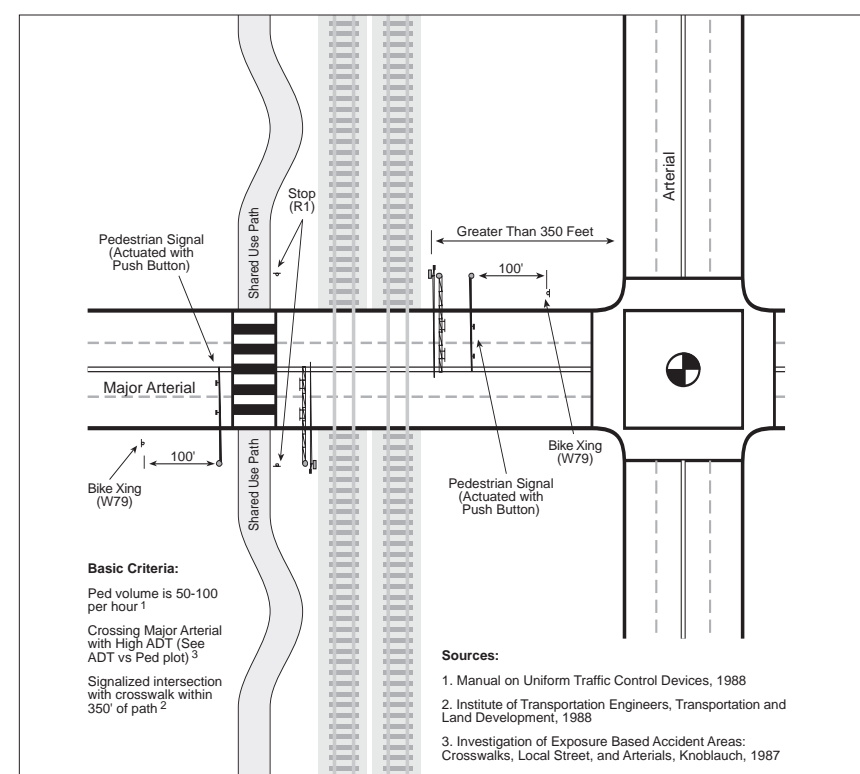 Arterial
Stop
(R1)
Shared Use Path
Greater Than 350 Feet
Pedestrian Signal
(Actuated with
Push Button)
100'
Major Arterial
Bike Xing
(W79)
100'
Bike Xing
(W79)
Shared Use Path
Pedestrian Signal
(Actuated with
Push Button)
Basic Criteria:
Ped volume is 50-100
per hour 1
Crossing Major Arterial
with High ADT (See
ADT vs Ped plot) 3
Signalized intersection
with crosswalk within
350' of path 2
Sources:
1. Manual on Uniform Traffic Control Devices, 1988
2. Institute of Transportation Engineers, Transportation and
Land Development, 1988
3. Investigation of Exposure Based Accident Areas:
Crosswalks, Local Street, and Arterials, Knoblauch, 1987